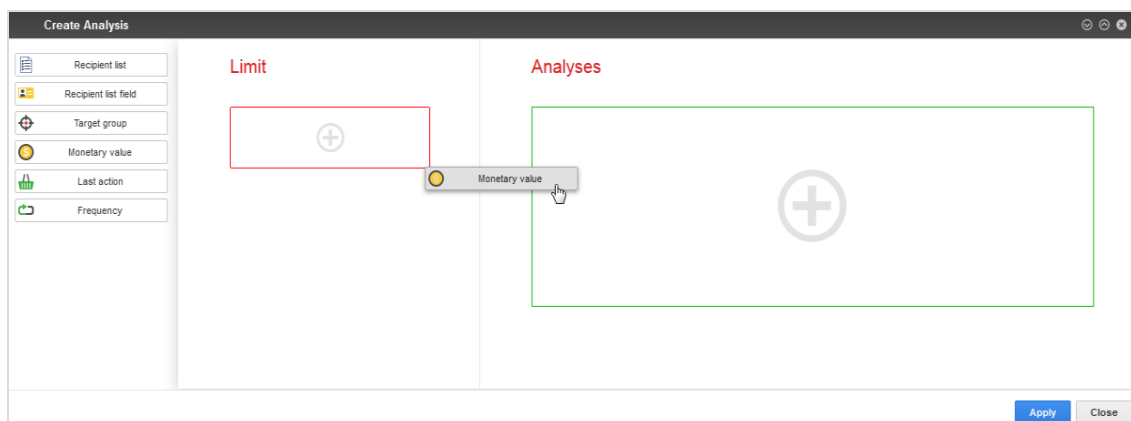 Create Analysis
Recipient list
Recipient list field
Target group
Monetary value
Last action
Frequency
Limit
Analyses
Monetary value
Apply
Close